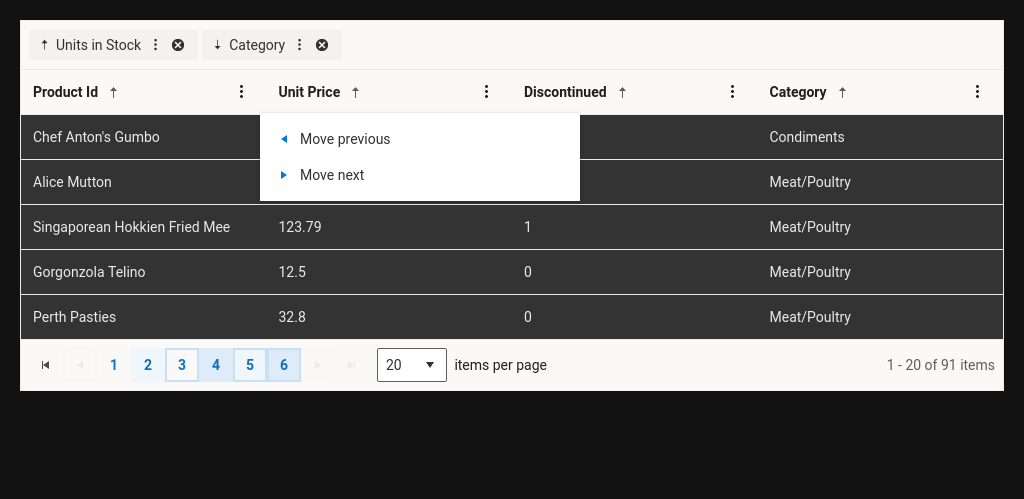 Units in Stock Category
Product Id Unit Price Discontinued Category
Chef Anton's Gumbo Condiments
Move previous
Alice Mutton Meat/Poultry
Move next
Singaporean Hokkien Fried Mee 123.79 1 Meat/Poultry
Gorgonzola Telino 12.5 0 Meat/Poultry
Perth Pasties 32.8 0 Meat/Poultry
1 2 3 4 5 6 20 items per page 1 - 20 of 91 items